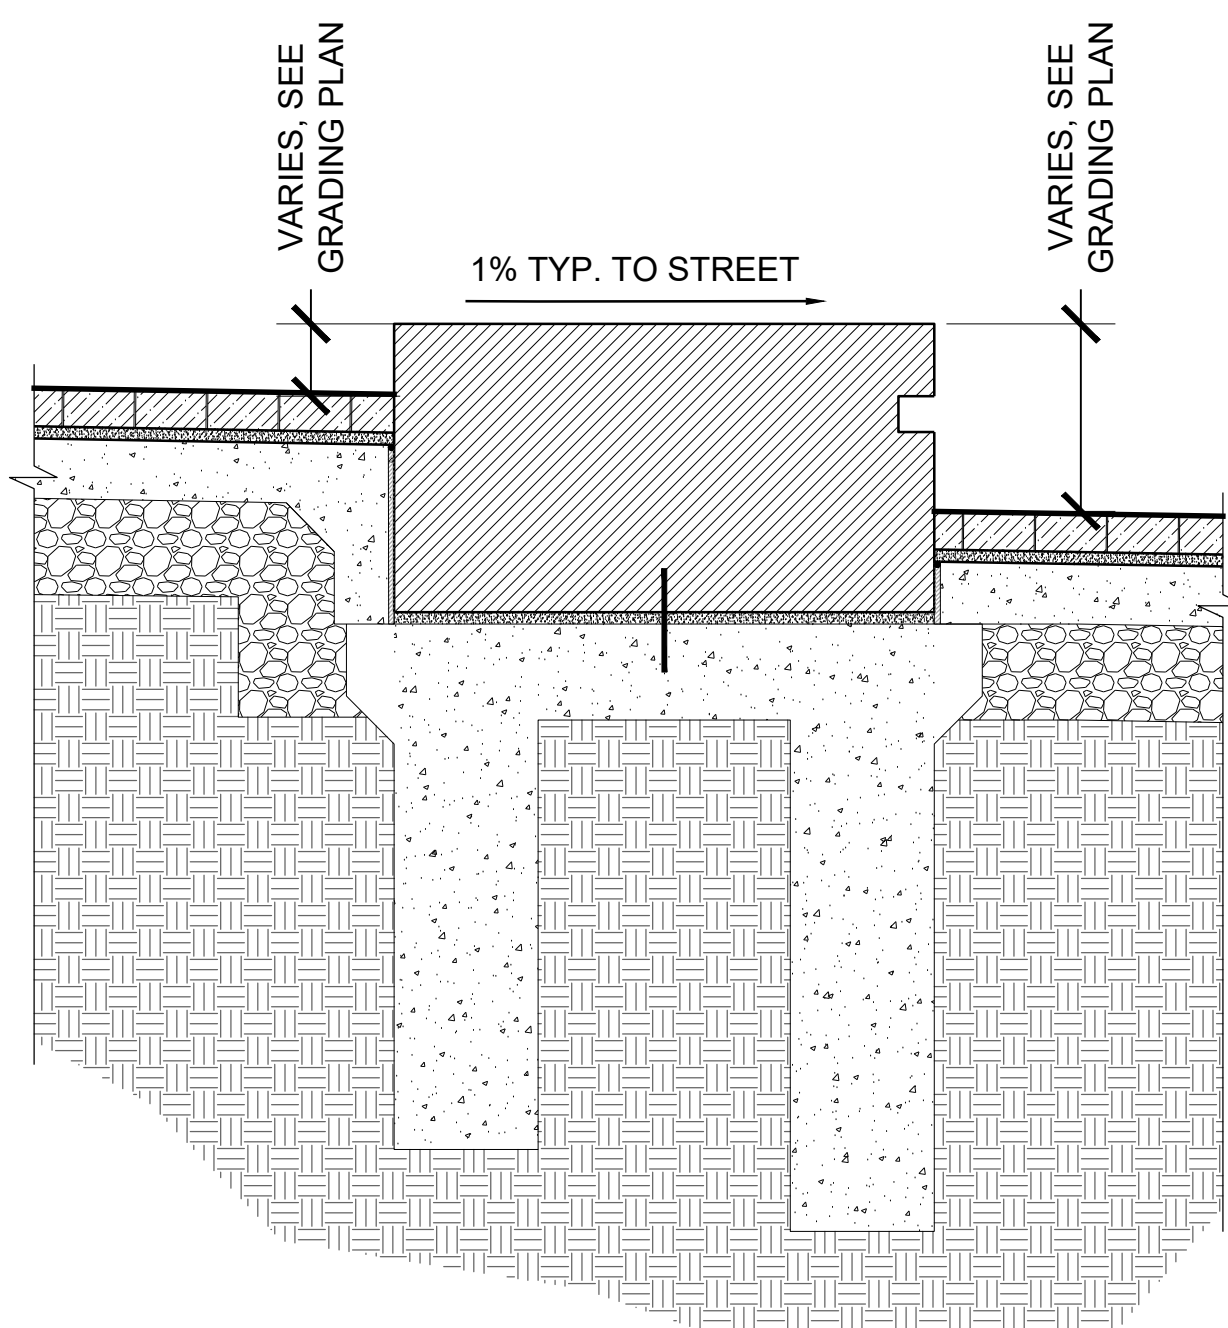 VARIES, SEE
GRADING PLAN
VARIES, SEE
GRADING PLAN
1% TYP. TO STREET